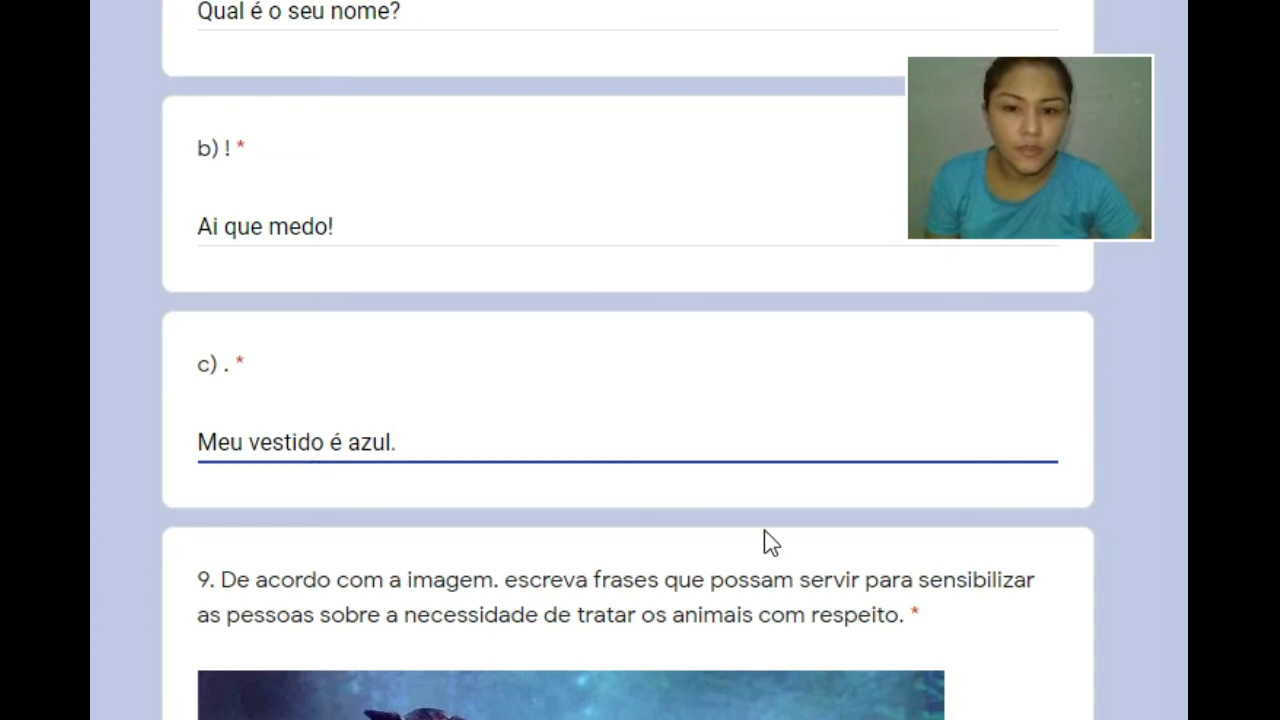 Qual é o seu nome?
b) ! *
Ai que medo!
c) . *
Meu vestido é azul.
9. De acordo com a imagem. escreva frases que possam servir para sensibilizar
as pessoas sobre a necessidade de tratar os animais com respeito. *